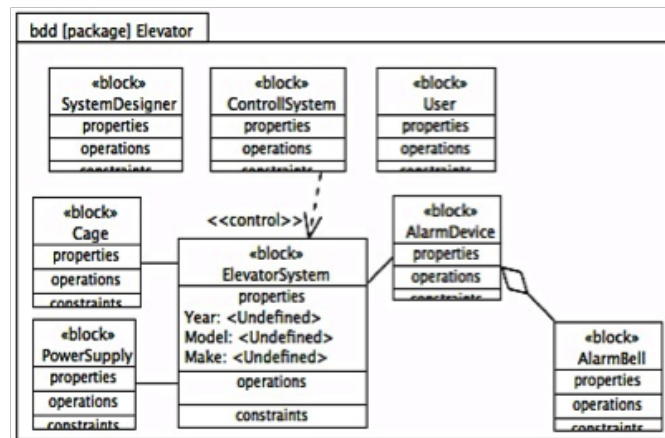 bdd [package] Elevator
«block»
SystemDesigner
properties
operations
constraints
«block»
ControllSystem
properties
operations
constraints
«block»
User
properties
operations
constraints
<<control>>
«block»
Cage
properties
operations
constraints
«block»
ElevatorSystem
properties
Year: <Undefined>
Model: <Undefined>
Make: <Undefined>
operations
constraints
«block»
AlarmDevice
properties
operations
constraints
«block»
PowerSupply
properties
operations
constraints
«block»
AlarmBell
properties
operations
constraints